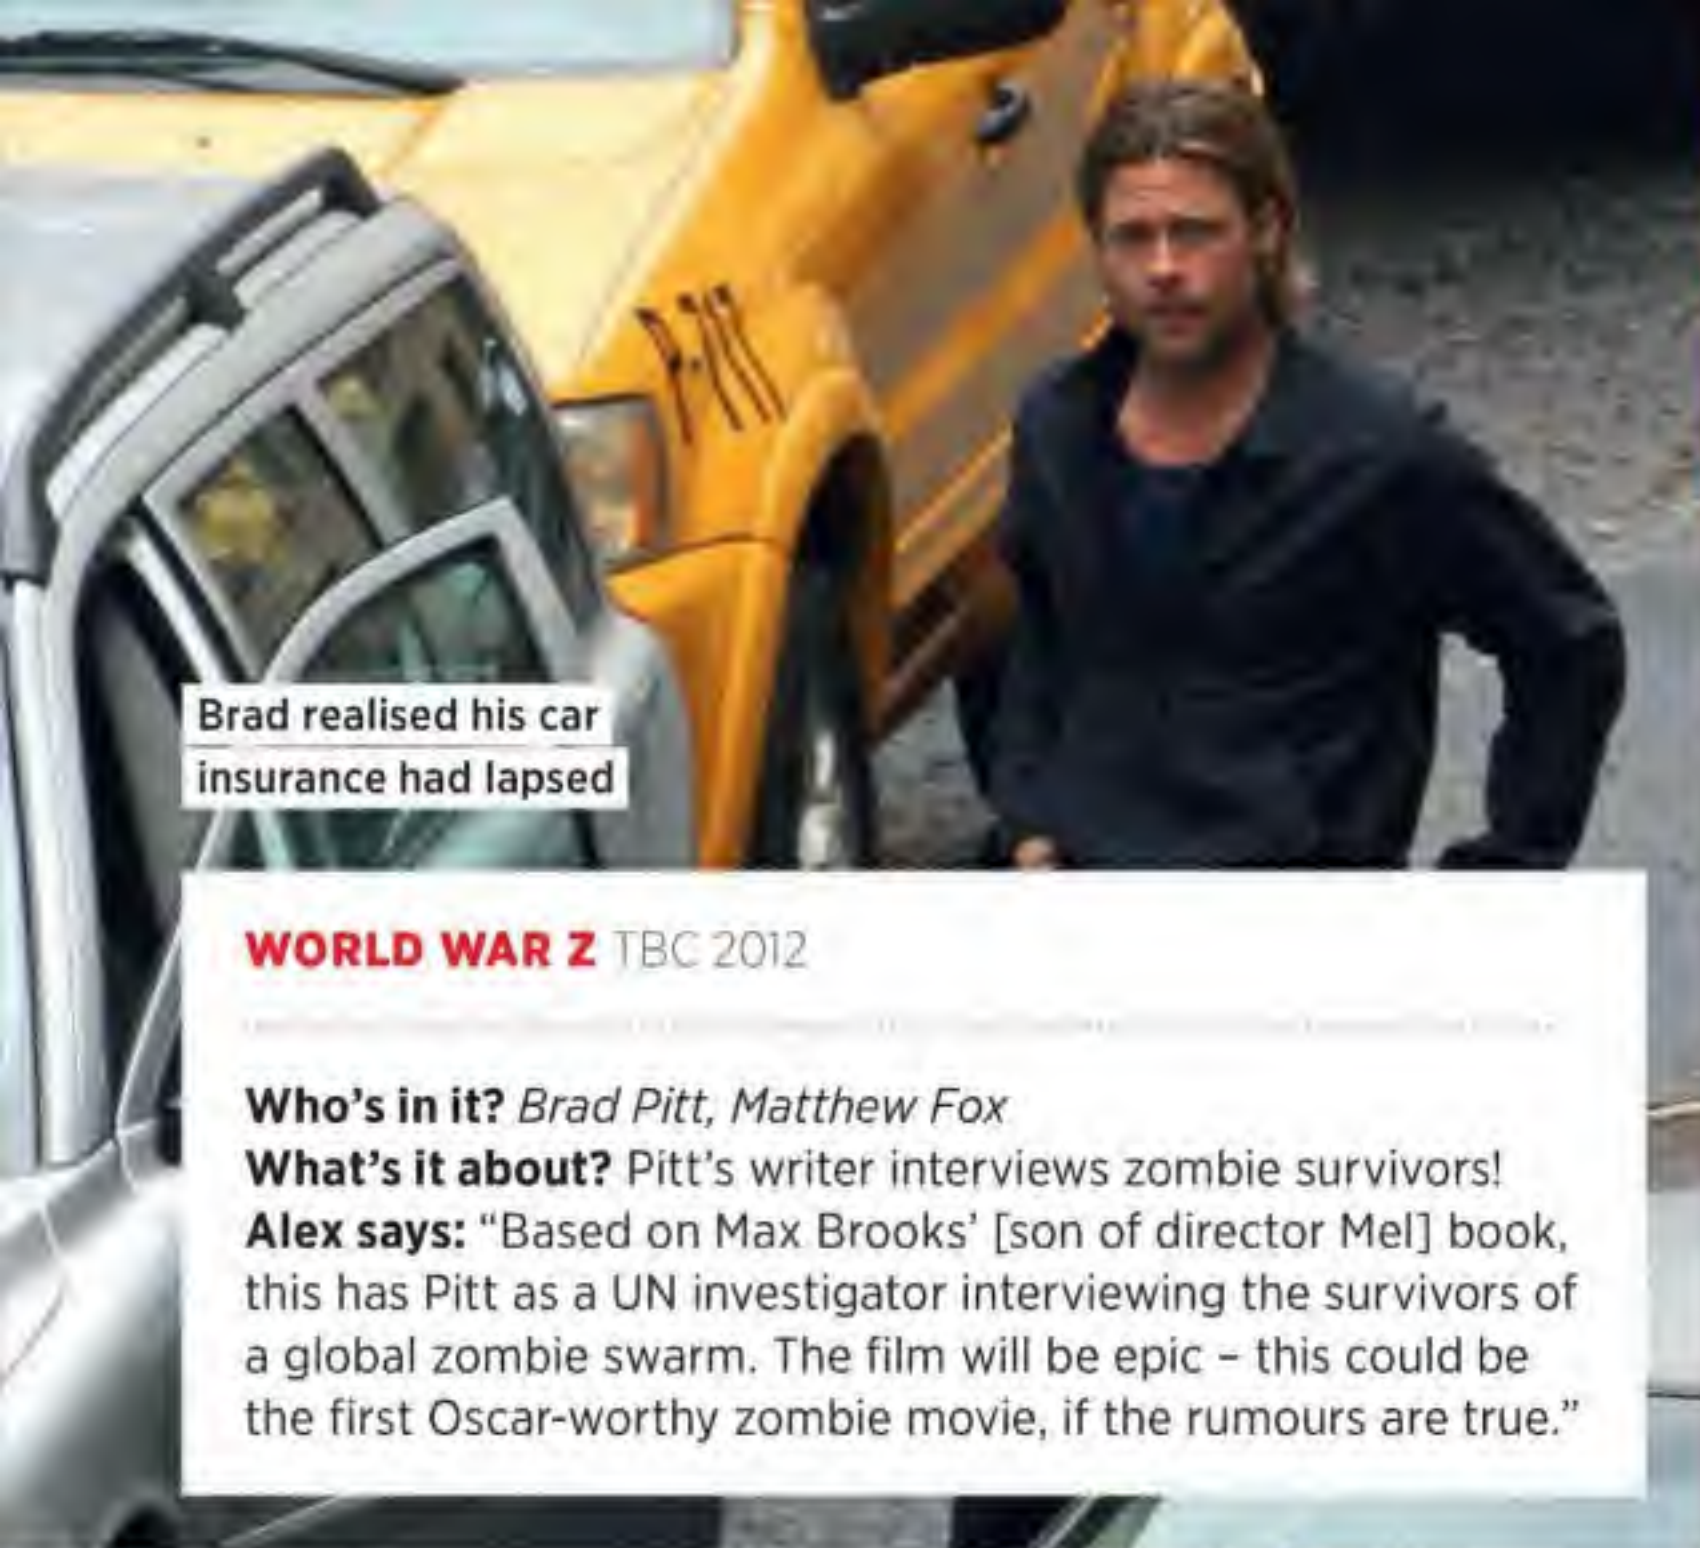 P-717
Brad realised his car
insurance had lapsed
WORLD WAR Z TBC 2012
Who's in it? Brad Pitt, Matthew Fox
What's it about? Pitt's writer interviews zombie survivors!
Alex says: “Based on Max Brooks' [son of director Mel] book,
this has Pitt as a UN investigator interviewing the survivors of
a global zombie swarm. The film will be epic – this could be
the first Oscar-worthy zombie movie, if the rumours are true.”